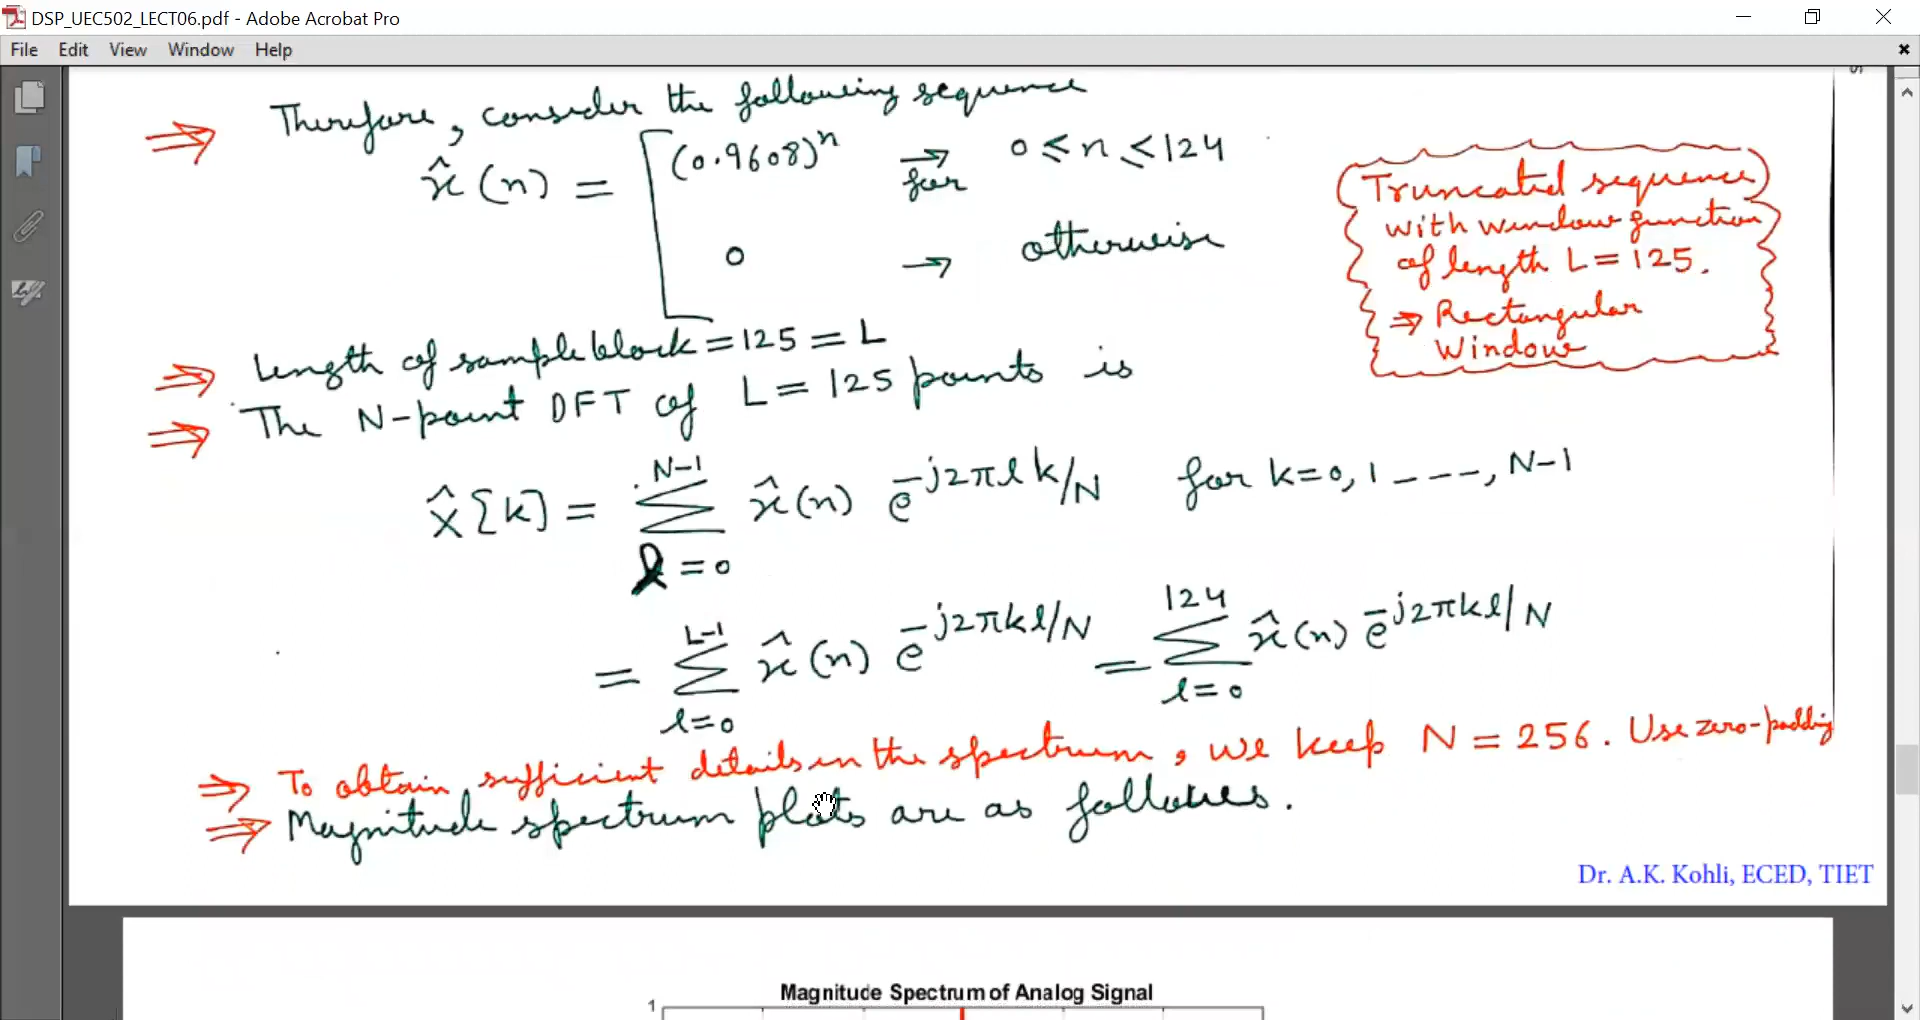 DSP_UEC502_LECT06.pdf - Adobe Acrobat Pro
File Edit View Window Help
⇒ Therefore, consider the following sequence
x̂(n) = [ (0.9608)ⁿ → for 0 ≤ n ≤ 124
0 → otherwise
(Truncated sequence)
with window function
of length L = 125.
⇒ Rectangular
Window
⇒ Length of sample block = 125 = L
⇒ The N-point DFT of L = 125 points is
X̂[k] = Σ_{l=0}^{N-1} x̂(n) e^{-j2πlk/N} for k=0, 1 ----, N-1
= Σ_{l=0}^{L-1} x̂(n) e^{-j2πkl/N} = Σ_{l=0}^{124} x̂(n) e^{-j2πkl/N}
⇒ To obtain sufficient details in the spectrum, we keep N = 256. Use zero-padding
⇒ Magnitude spectrum plots are as follows.
Dr. A.K. Kohli, ECED, TIET
Magnitude Spectrum of Analog Signal
1